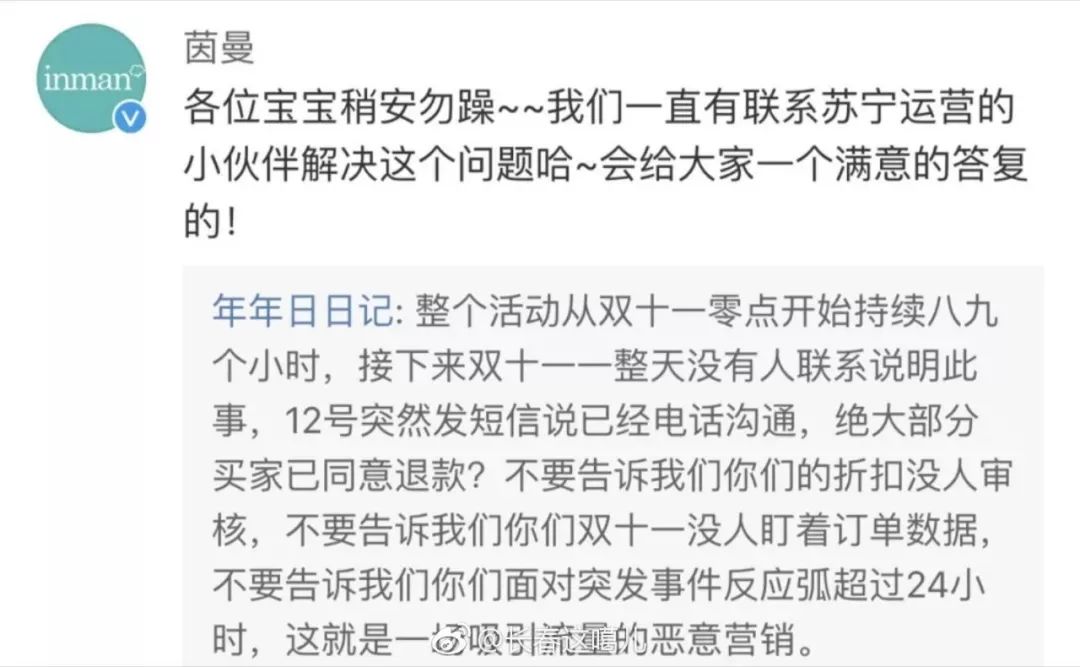 inman
茵曼
各位宝宝稍安勿躁~~我们一直有联系苏宁运营的
小伙伴解决这个问题哈~会给大家一个满意的答复
的！
年年日日记: 整个活动从双十一零点开始持续八九
个小时，接下来双十一一整天没有人联系说明此
事，12号突然发短信说已经电话沟通，绝大部分
买家已同意退款？不要告诉我们你们的折扣没人审
核，不要告诉我们你们双十一没人盯着订单数据，
不要告诉我们你们面对突发事件反应弧超过24小
时，这就是一场吸引流量的恶意营销。
@长春这噶儿